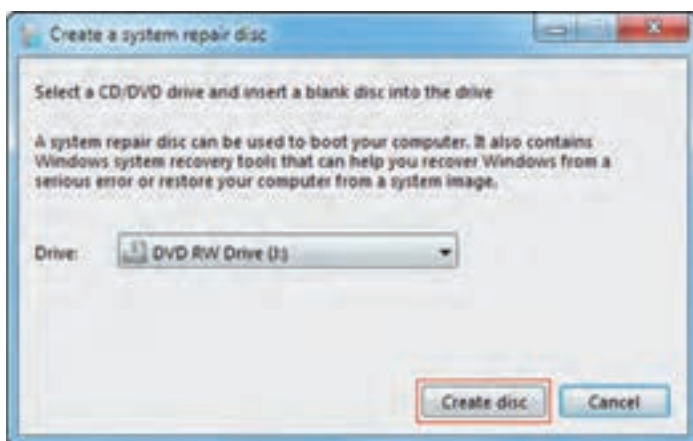 Create a system repair disc
Select a CD/DVD drive and insert a blank disc into the drive
A system repair disc can be used to boot your computer. It also contains
Windows system recovery tools that can help you recover Windows from a
serious error or restore your computer from a system image.
Drive: DVD RW Drive (J:)
Create disc Cancel